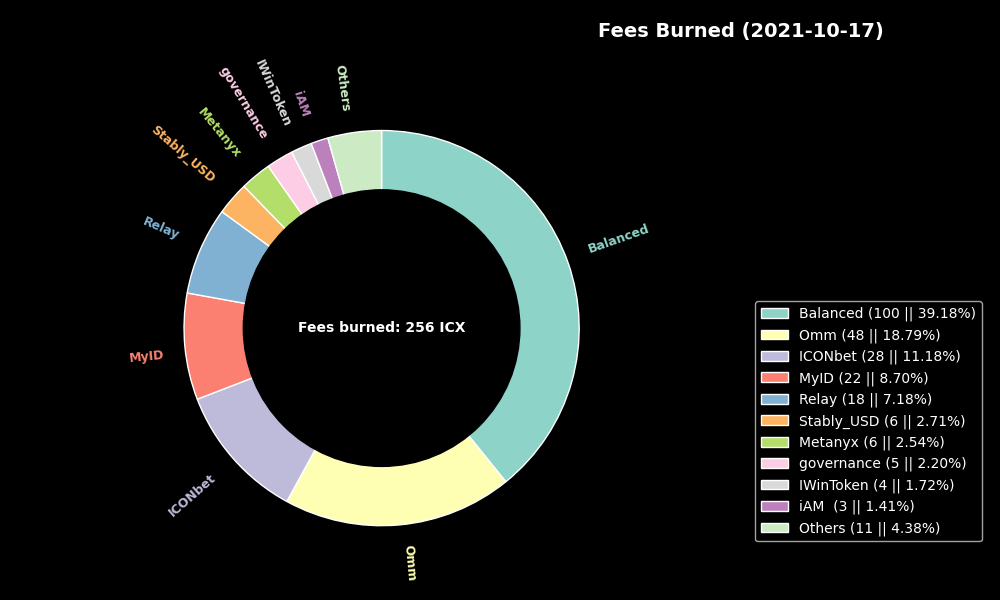 Fees Burned (2021-10-17)
Others
iAM
IWinToken
governance
Metanyx
Stably_USD
Relay
Balanced
MyID
ICONbet
Omm
Fees burned: 256 ICX
Balanced (100 || 39.18%)
Omm (48 || 18.79%)
ICONbet (28 || 11.18%)
MyID (22 || 8.70%)
Relay (18 || 7.18%)
Stably_USD (6 || 2.71%)
Metanyx (6 || 2.54%)
governance (5 || 2.20%)
IWinToken (4 || 1.72%)
iAM  (3 || 1.41%)
Others (11 || 4.38%)